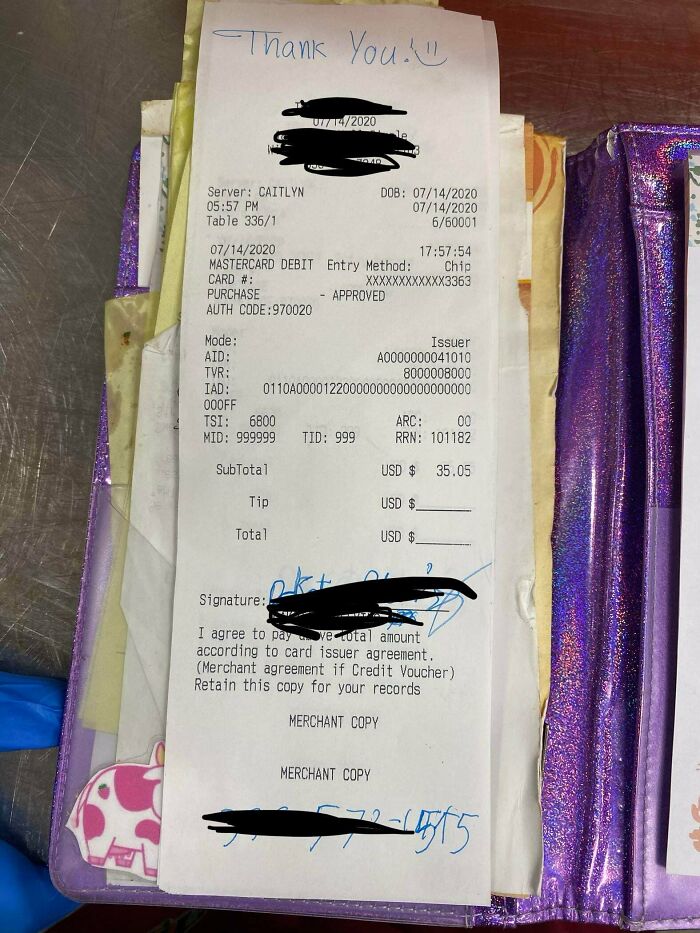 Thank You!
07/14/2020
Server: CAITLYN DOB: 07/14/2020
05:57 PM 07/14/2020
Table 336/1 6/60001
07/14/2020 17:57:54
MASTERCARD DEBIT Entry Method: Chip
CARD #: XXXXXXXXXXXX3363
PURCHASE - APPROVED
AUTH CODE:970020
Mode: Issuer
AID: A0000000041010
TVR: 8000008000
IAD: 0110A00001220000000000000000000
000FF
TSI: 6800 ARC: 00
MID: 999999 TID: 999 RRN: 101182
SubTotal USD $ 35.05
Tip USD $
Total USD $
Signature:
I agree to pay above total amount
according to card issuer agreement.
(Merchant agreement if Credit Voucher)
Retain this copy for your records
MERCHANT COPY
MERCHANT COPY